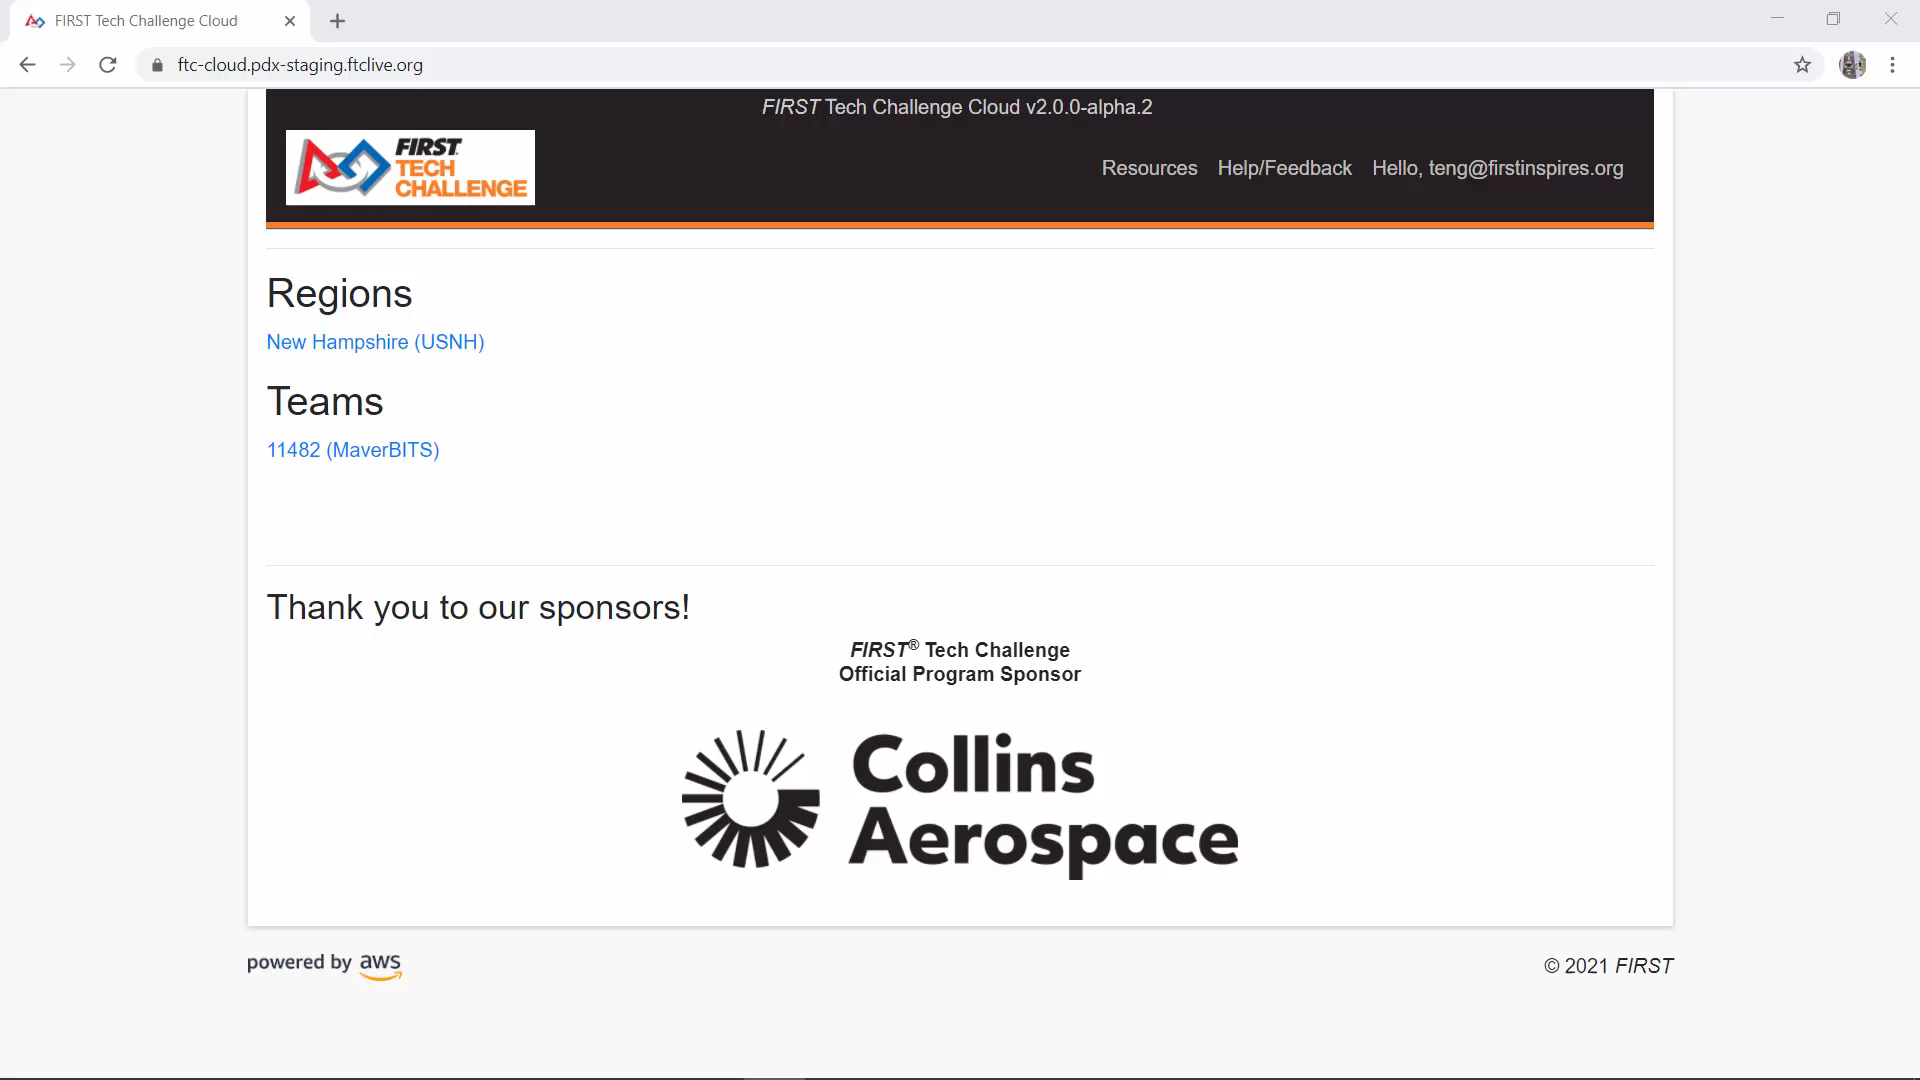 FIRST Tech Challenge Cloud
ftc-cloud.pdx-staging.ftclive.org
FIRST Tech Challenge Cloud v2.0.0-alpha.2
FIRST
TECH
CHALLENGE
Resources Help/Feedback Hello, teng@firstinspires.org
Regions
New Hampshire (USNH)
Teams
11482 (MaverBITS)
Thank you to our sponsors!
FIRST® Tech Challenge
Official Program Sponsor
Collins
Aerospace
powered by aws
© 2021 FIRST